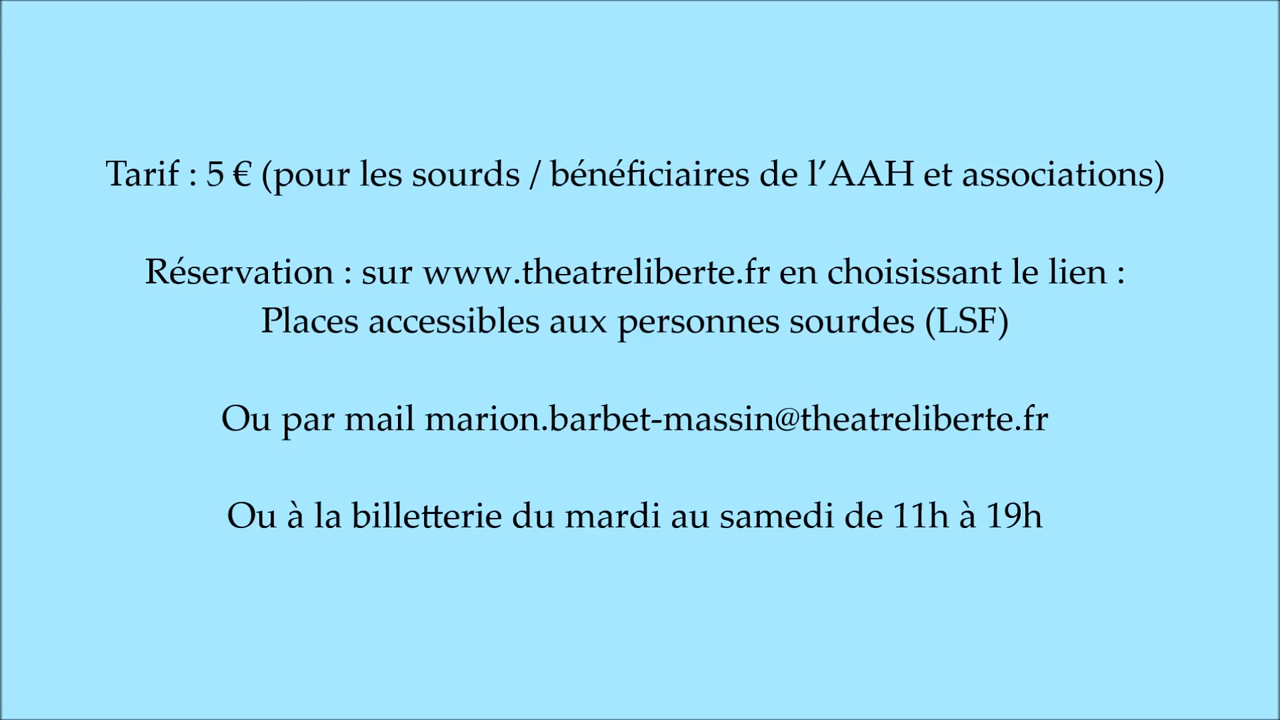 Tarif : 5 € (pour les sourds / bénéficiaires de l’AAH et associations)
Réservation : sur www.theatreliberte.fr en choisissant le lien :
Places accessibles aux personnes sourdes (LSF)
Ou par mail marion.barbet-massin@theatreliberte.fr
Ou à la billetterie du mardi au samedi de 11h à 19h